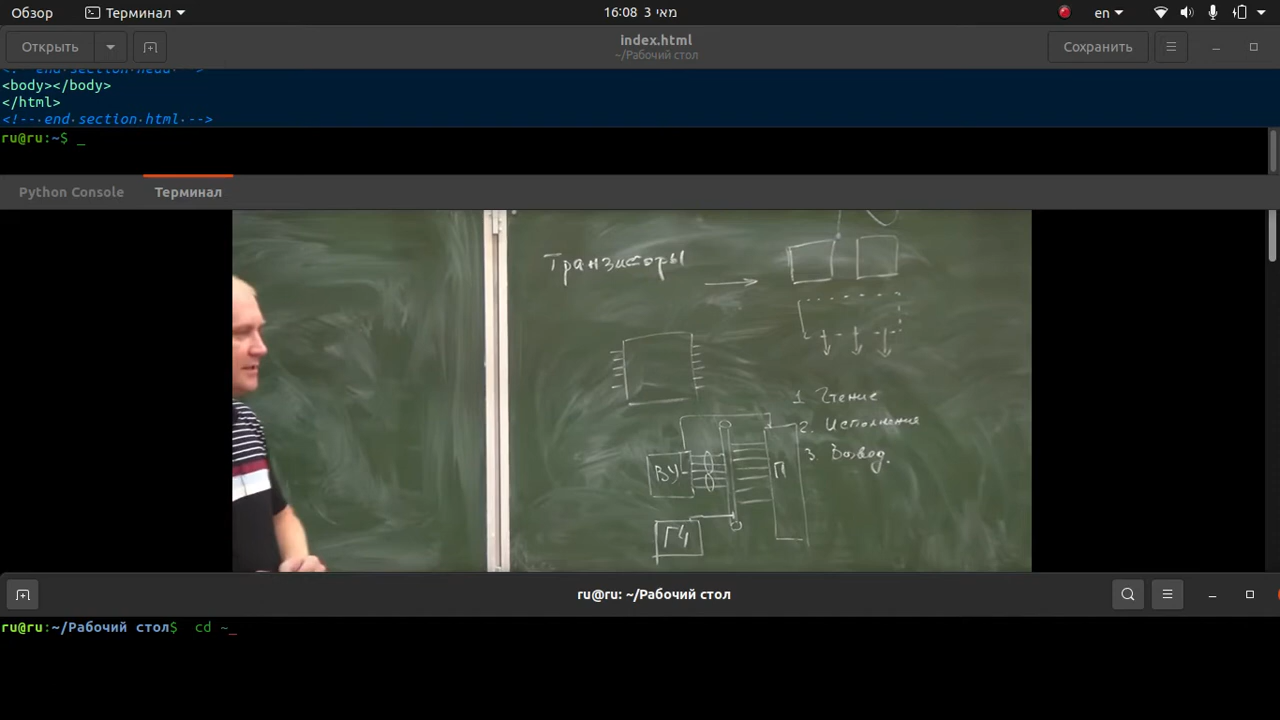 Обзор
Терминал
16:08 3 מאי
en
Открыть
index.html
~/Рабочий стол
Сохранить
<body></body>
</html>
<!-- end section html -->
ru@ru:~$ _
Python Console
Терминал
Транзисторы
1 Чтение
2. Исполнение
3. Вывод.
ВУ
П
ГЧ
ru@ru: ~/Рабочий стол
ru@ru:~/Рабочий стол$ cd ~_